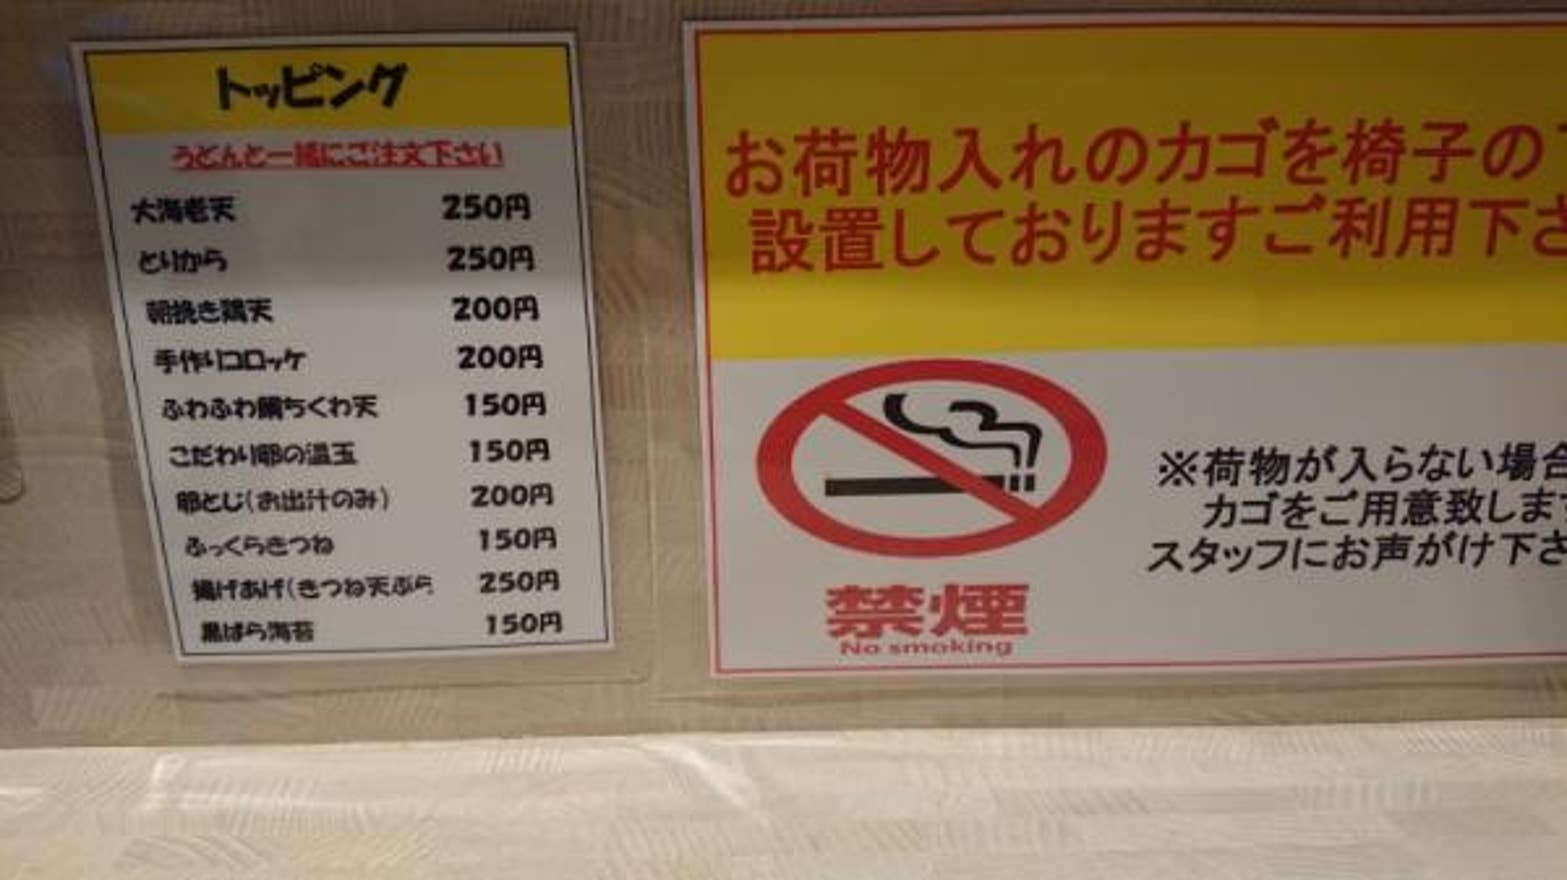 トッピング
うどんと一緒にご注文下さい
大海老天 250円
とりから 250円
朝挽き鶏天 200円
手作りコロッケ 200円
ふわふわ鯛ちくわ天 150円
こだわり卵の温玉 150円
卵とじ(お出汁のみ) 200円
ふっくらきつね 150円
揚げあげ(きつね天ぷら 250円
黒ばら海苔 150円
お荷物入れのカゴを椅子の
設置しておりますご利用下さ
※荷物が入らない場合
カゴをご用意致しま
スタッフにお声がけ下さ
禁煙
No smoking